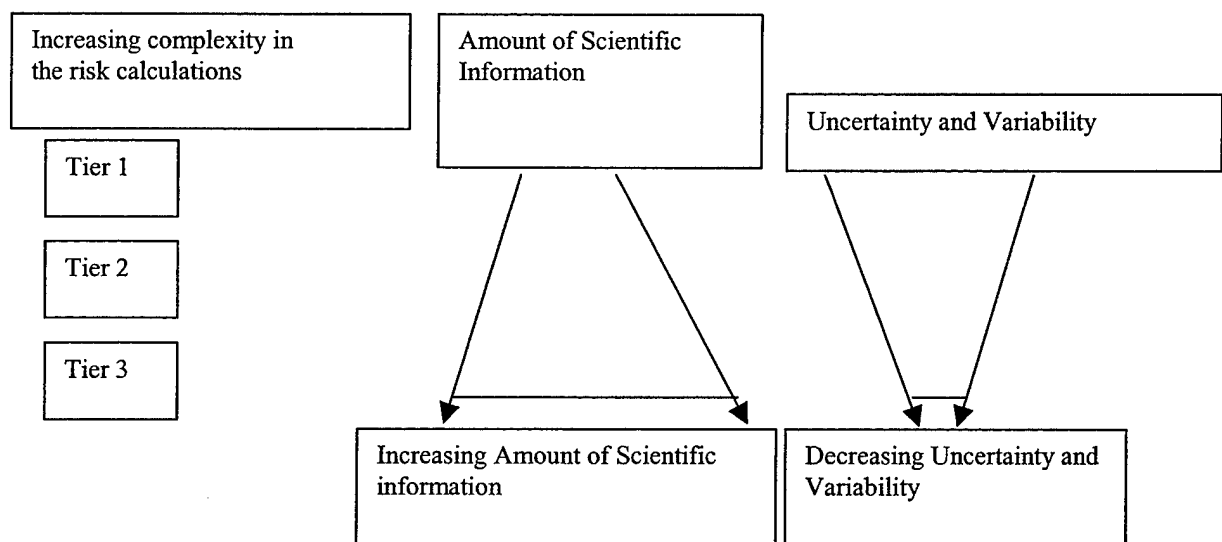 Increasing complexity in
the risk calculations
Amount of Scientific
Information
Uncertainty and Variability
Tier 1
Tier 2
Tier 3
Increasing Amount of Scientific
information
Decreasing Uncertainty and
Variability